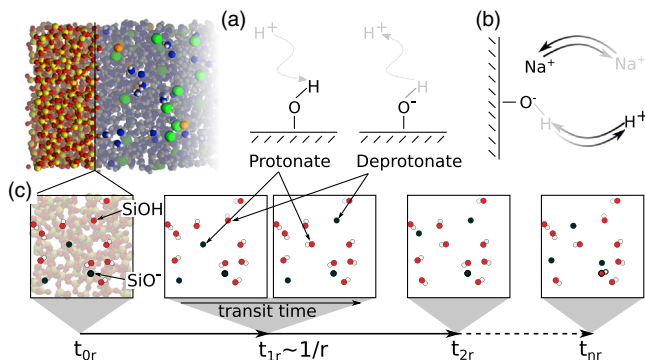 (a)
(b)
H⁺
H
O
H⁺
H
O⁻
Na⁺
Na⁺
O⁻
H
H⁺
Protonate
Deprotonate
(c)
SiOH
SiO⁻
transit time
t₀ᵣ
t₁ᵣ~1/r
t₂ᵣ
tₙᵣ